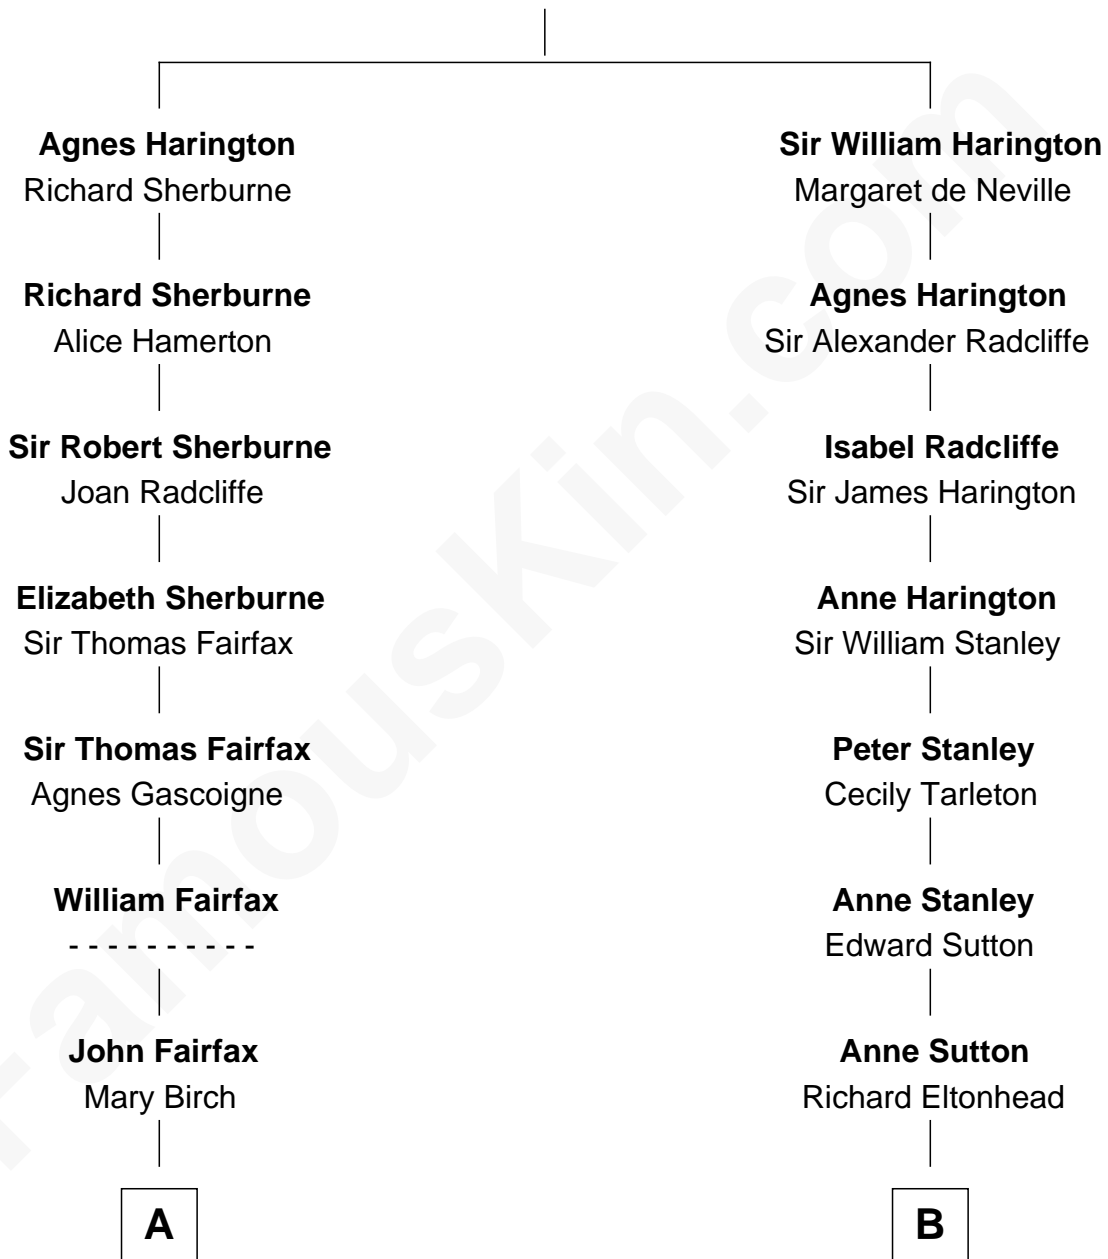 Agnes Harington
Richard Sherburne
Richard Sherburne
Alice Hamerton
Sir Robert Sherburne
Joan Radcliffe
Elizabeth Sherburne
Sir Thomas Fairfax
Sir Thomas Fairfax
Agnes Gascoigne
William Fairfax
- - - - - - - - - -
John Fairfax
Mary Birch
A
Sir William Harington
Margaret de Neville
Agnes Harington
Sir Alexander Radcliffe
Isabel Radcliffe
Sir James Harington
Anne Harington
Sir William Stanley
Peter Stanley
Cecily Tarleton
Anne Stanley
Edward Sutton
Anne Sutton
Richard Eltonhead
B
FamousKin.com